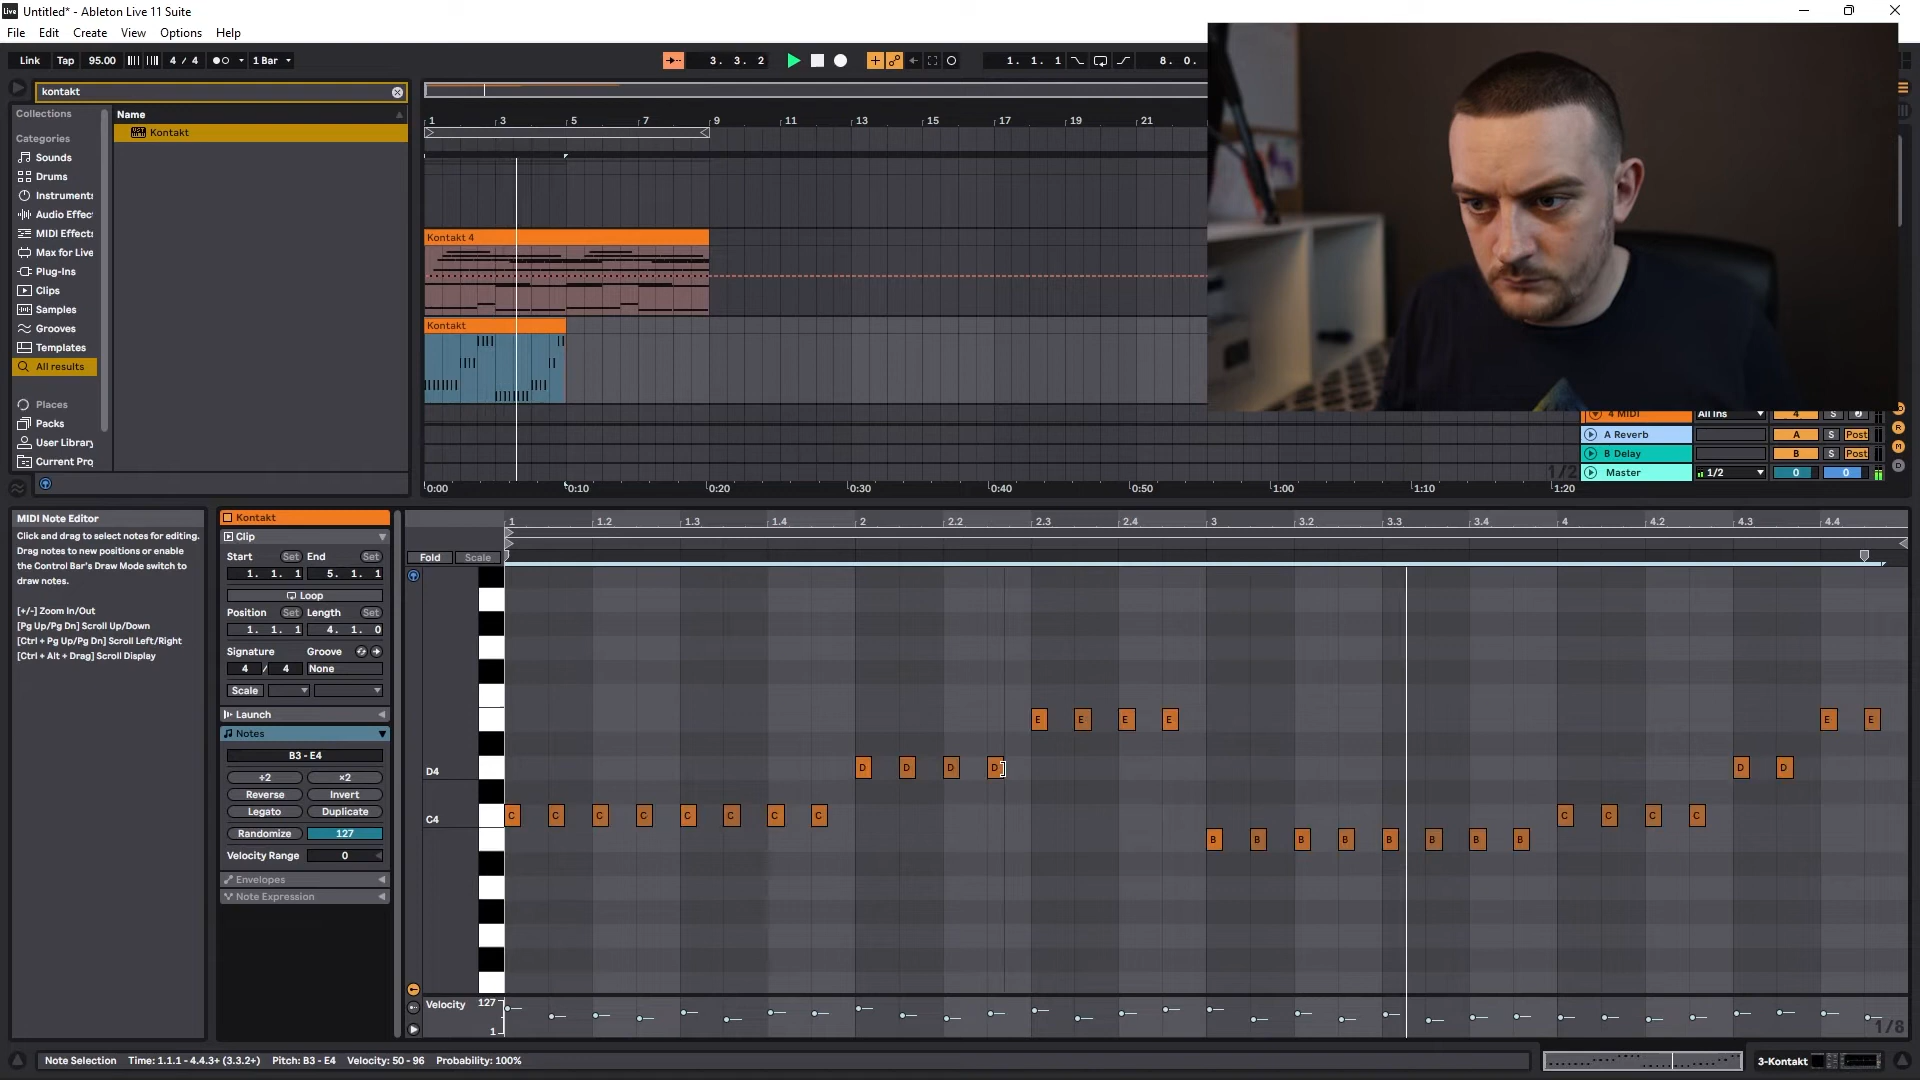 Live Untitled* - Ableton Live 11 Suite
File Edit Create View Options Help
Link Tap 95.00 4 / 4 1 Bar 3. 3. 2 1. 1. 1 8. 0.
kontakt
Collections
Categories
Sounds
Drums
Instruments
Audio Effec
MIDI Effects
Max for Live
Plug-Ins
Clips
Samples
Grooves
Templates
All results
Places
Packs
User Library
Current Pro
Name
Kontakt
1 3 5 7 9 11 13 15 17 19 21
Kontakt 4
Kontakt
4 MIDI All Ins 4 S
A Reverb A S Post
B Delay B S Post
1/2 Master 1/2 0 0
0:00 0:10 0:20 0:30 0:40 0:50 1:00 1:10 1:20
MIDI Note Editor
Click and drag to select notes for editing.
Drag notes to new positions or enable
the Control Bar's Draw Mode switch to
draw notes.
[+/-] Zoom In/Out
[Pg Up/Pg Dn] Scroll Up/Down
[Ctrl + Pg Up/Pg Dn] Scroll Left/Right
[Ctrl + Alt + Drag] Scroll Display
Kontakt
Clip
Start Set End Set
1. 1. 1 5. 1. 1
Loop
Position Set Length Set
1. 1. 1 4. 1. 0
Signature Groove
4 / 4 None
Scale
Launch
Notes
B3 - E4
÷2 ×2
Reverse Invert
Legato Duplicate
Randomize 127
Velocity Range 0
Envelopes
Note Expression
1 1.2 1.3 1.4 2 2.2 2.3 2.4 3 3.2 3.3 3.4 4 4.2 4.3 4.4
Fold Scale
E E E E E E
D4 D D D D D D
C4 C C C C C C C C C C C C
B B B B B B B B
Velocity 127
1
1/8
Note Selection Time: 1.1.1 - 4.4.3+ (3.3.2+) Pitch: B3 - E4 Velocity: 50 - 96 Probability: 100%
3-Kontakt